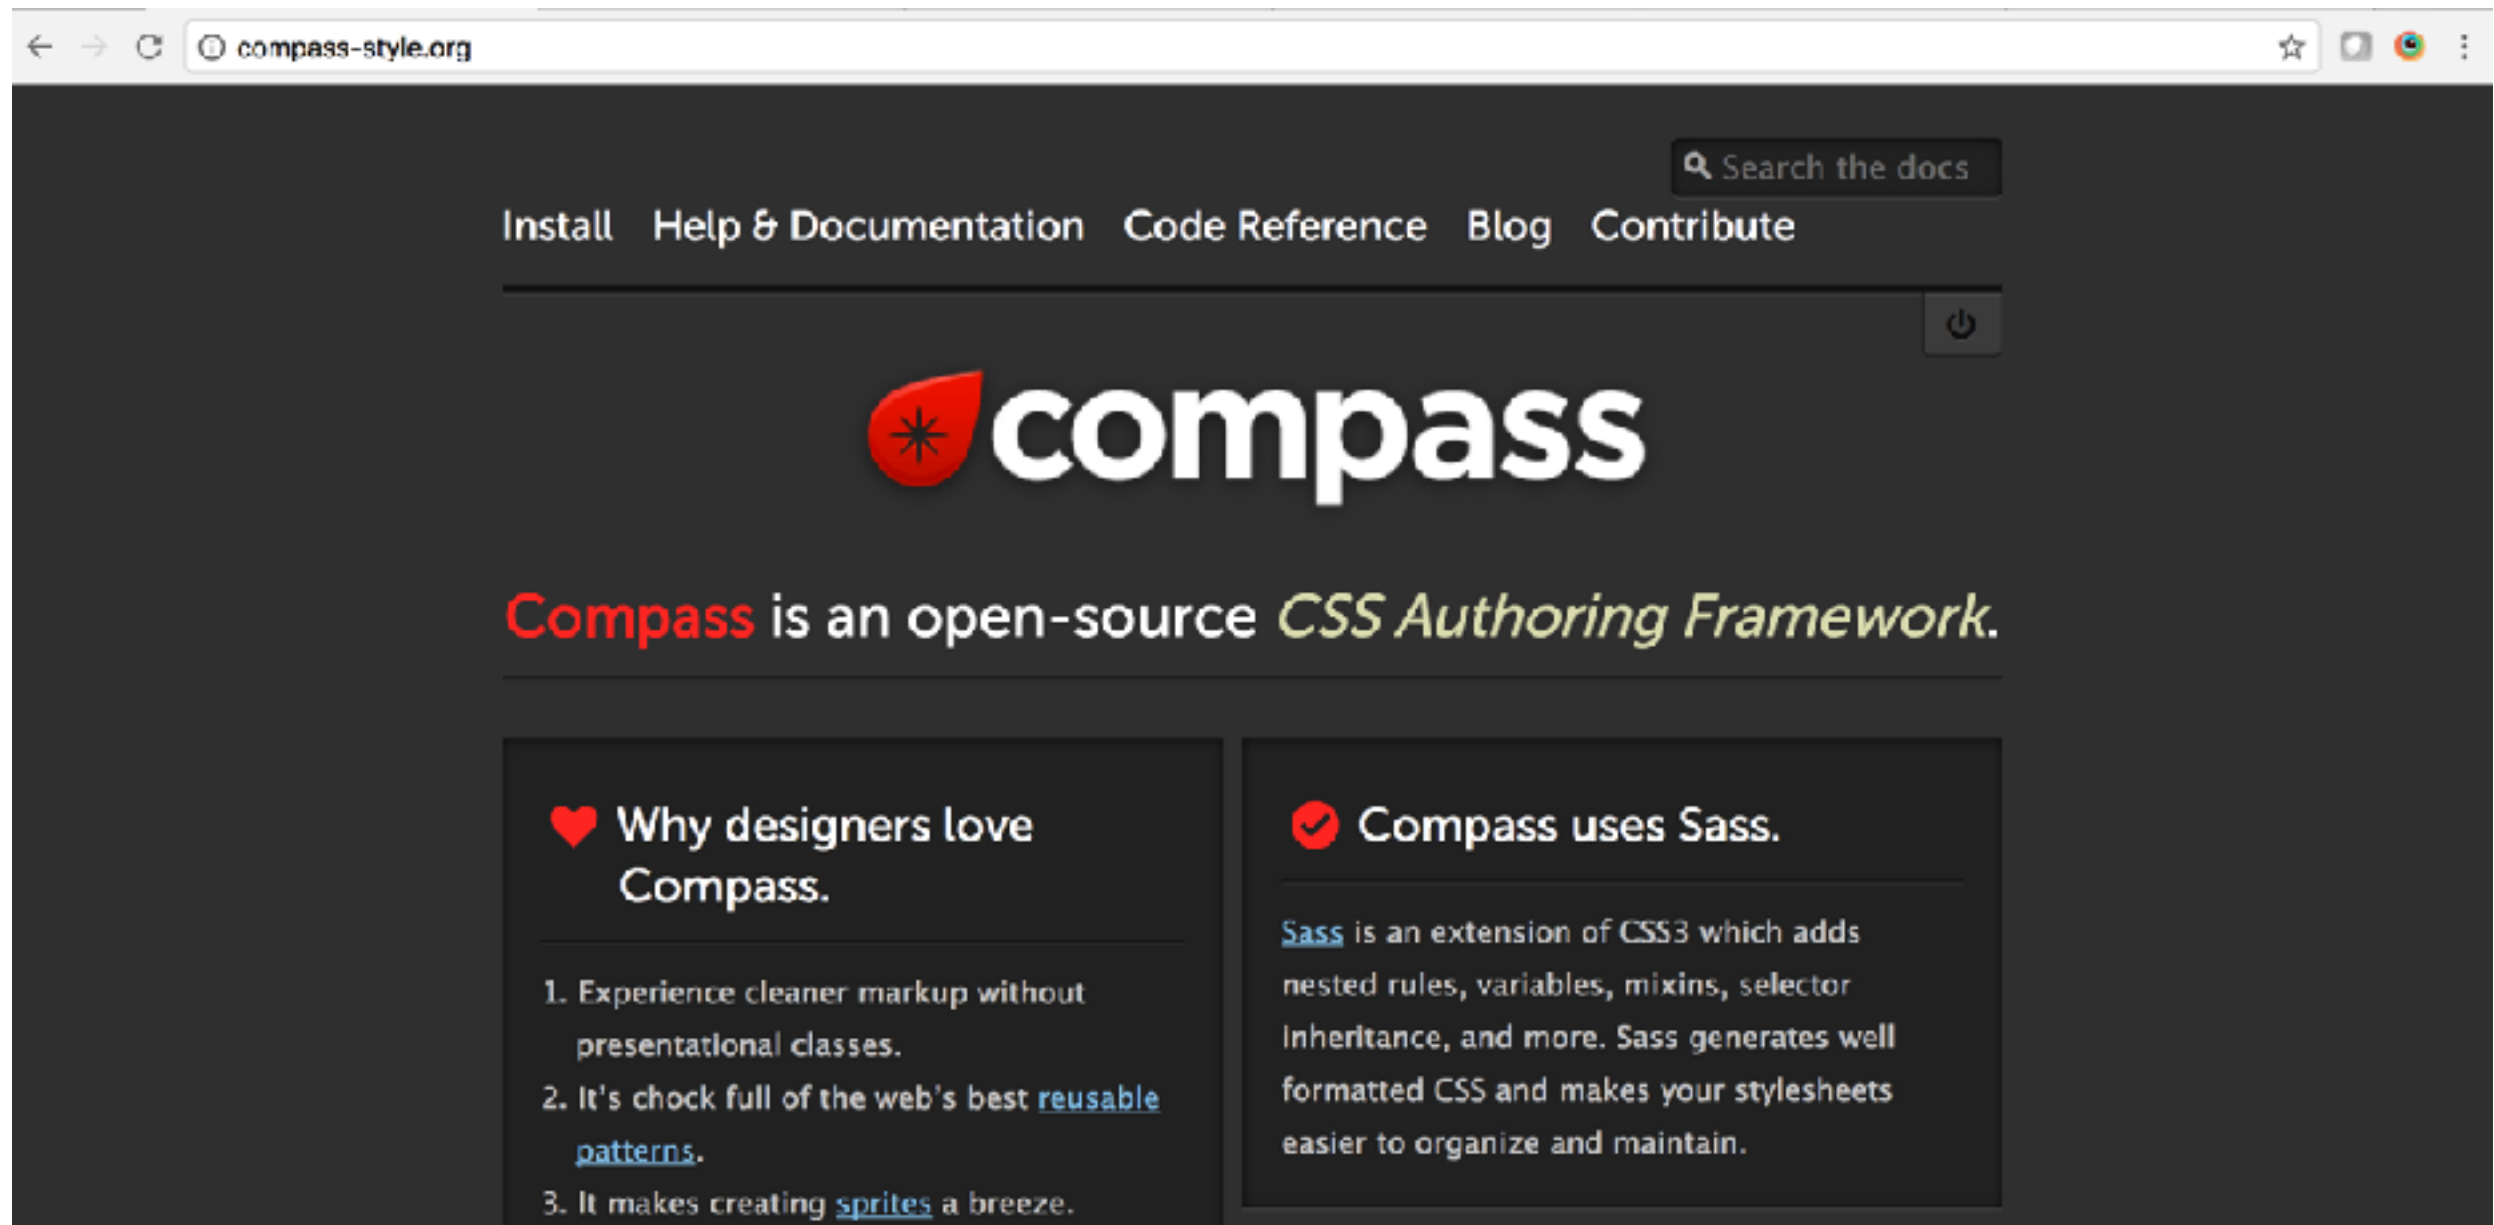 compass-style.org
Search the docs
Install Help & Documentation Code Reference Blog Contribute
compass
Compass is an open-source CSS Authoring Framework.
Why designers love
Compass.
1. Experience cleaner markup without
presentational classes.
2. It's chock full of the web's best reusable
patterns.
3. It makes creating sprites a breeze.
Compass uses Sass.
Sass is an extension of CSS3 which adds
nested rules, variables, mixins, selector
inheritance, and more. Sass generates well
formatted CSS and makes your stylesheets
easier to organize and maintain.